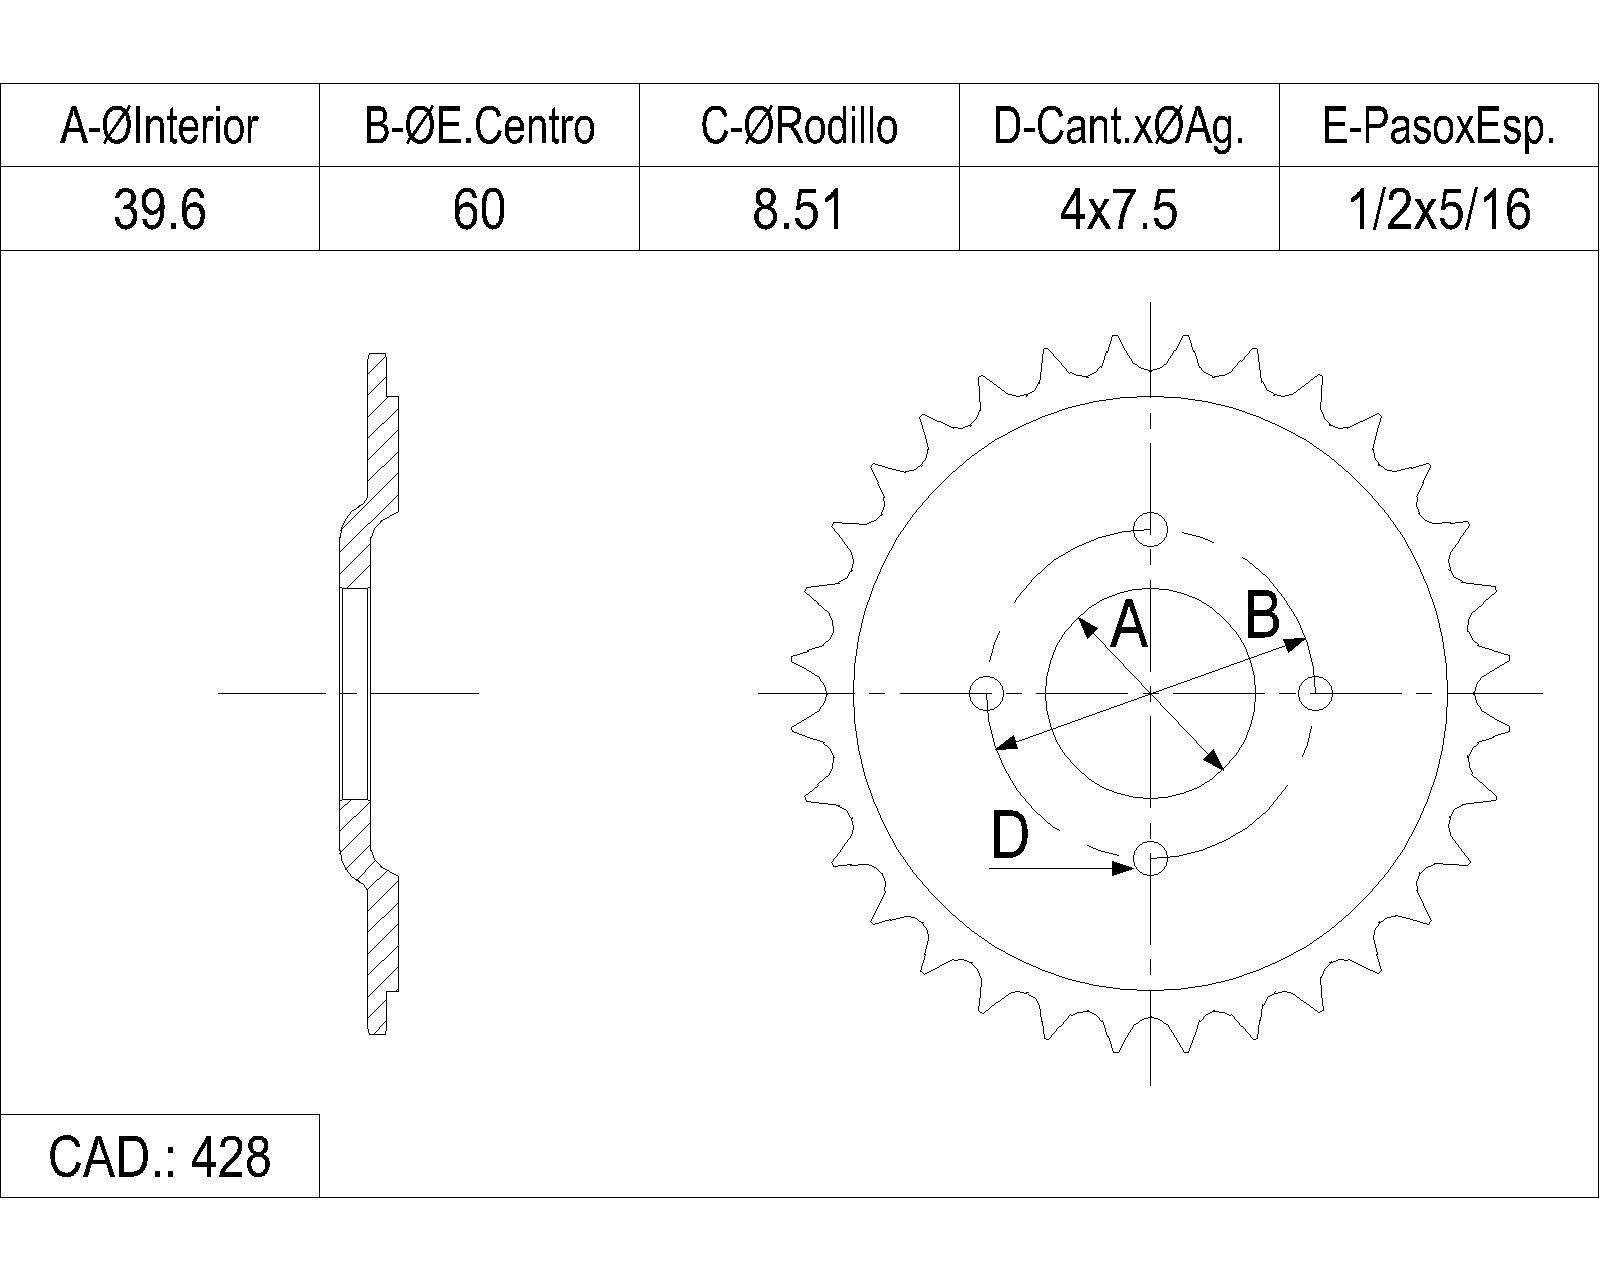 A-ØInterior B-ØE.Centro C-ØRodillo D-Cant.xØAg. E-PasoxEsp.
39.6 60 8.51 4x7.5 1/2x5/16
A
B
D
CAD.: 428